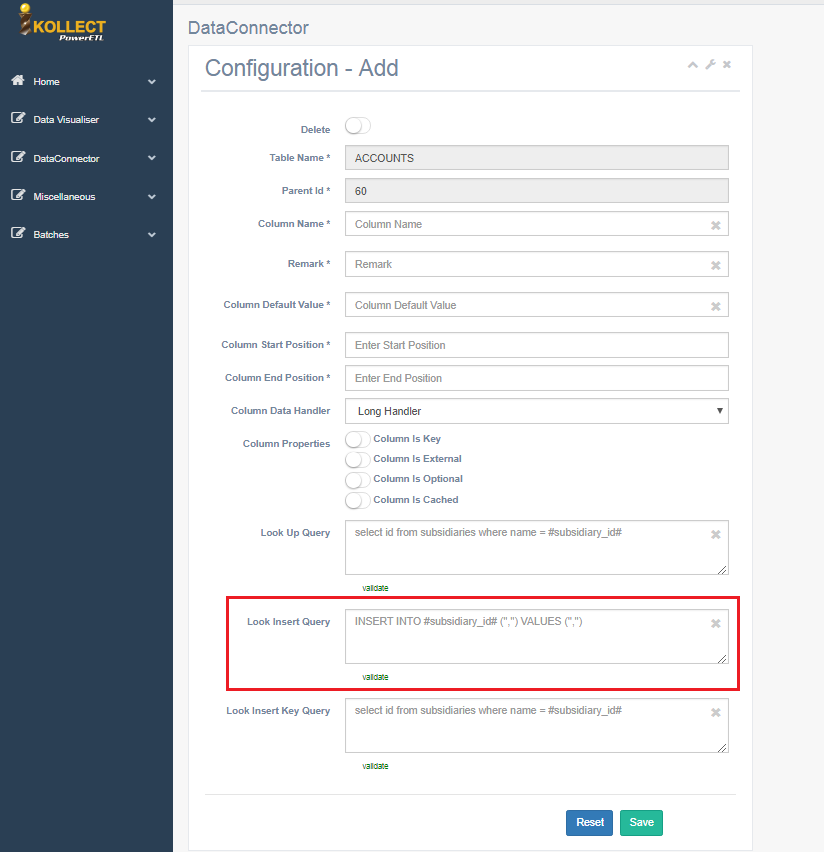 KOLLECT
PowerETL
Home
Data Visualiser
DataConnector
Miscellaneous
Batches
DataConnector
Configuration - Add
Delete
Table Name * ACCOUNTS
Parent Id * 60
Column Name * Column Name
Remark * Remark
Column Default Value * Column Default Value
Column Start Position * Enter Start Position
Column End Position * Enter End Position
Column Data Handler Long Handler
Column Properties Column Is Key
Column Is External
Column Is Optional
Column Is Cached
Look Up Query select id from subsidiaries where name = #subsidiary_id#
validate
Look Insert Query INSERT INTO #subsidiary_id# ('','') VALUES ('','')
validate
Look Insert Key Query select id from subsidiaries where name = #subsidiary_id#
validate
Reset Save